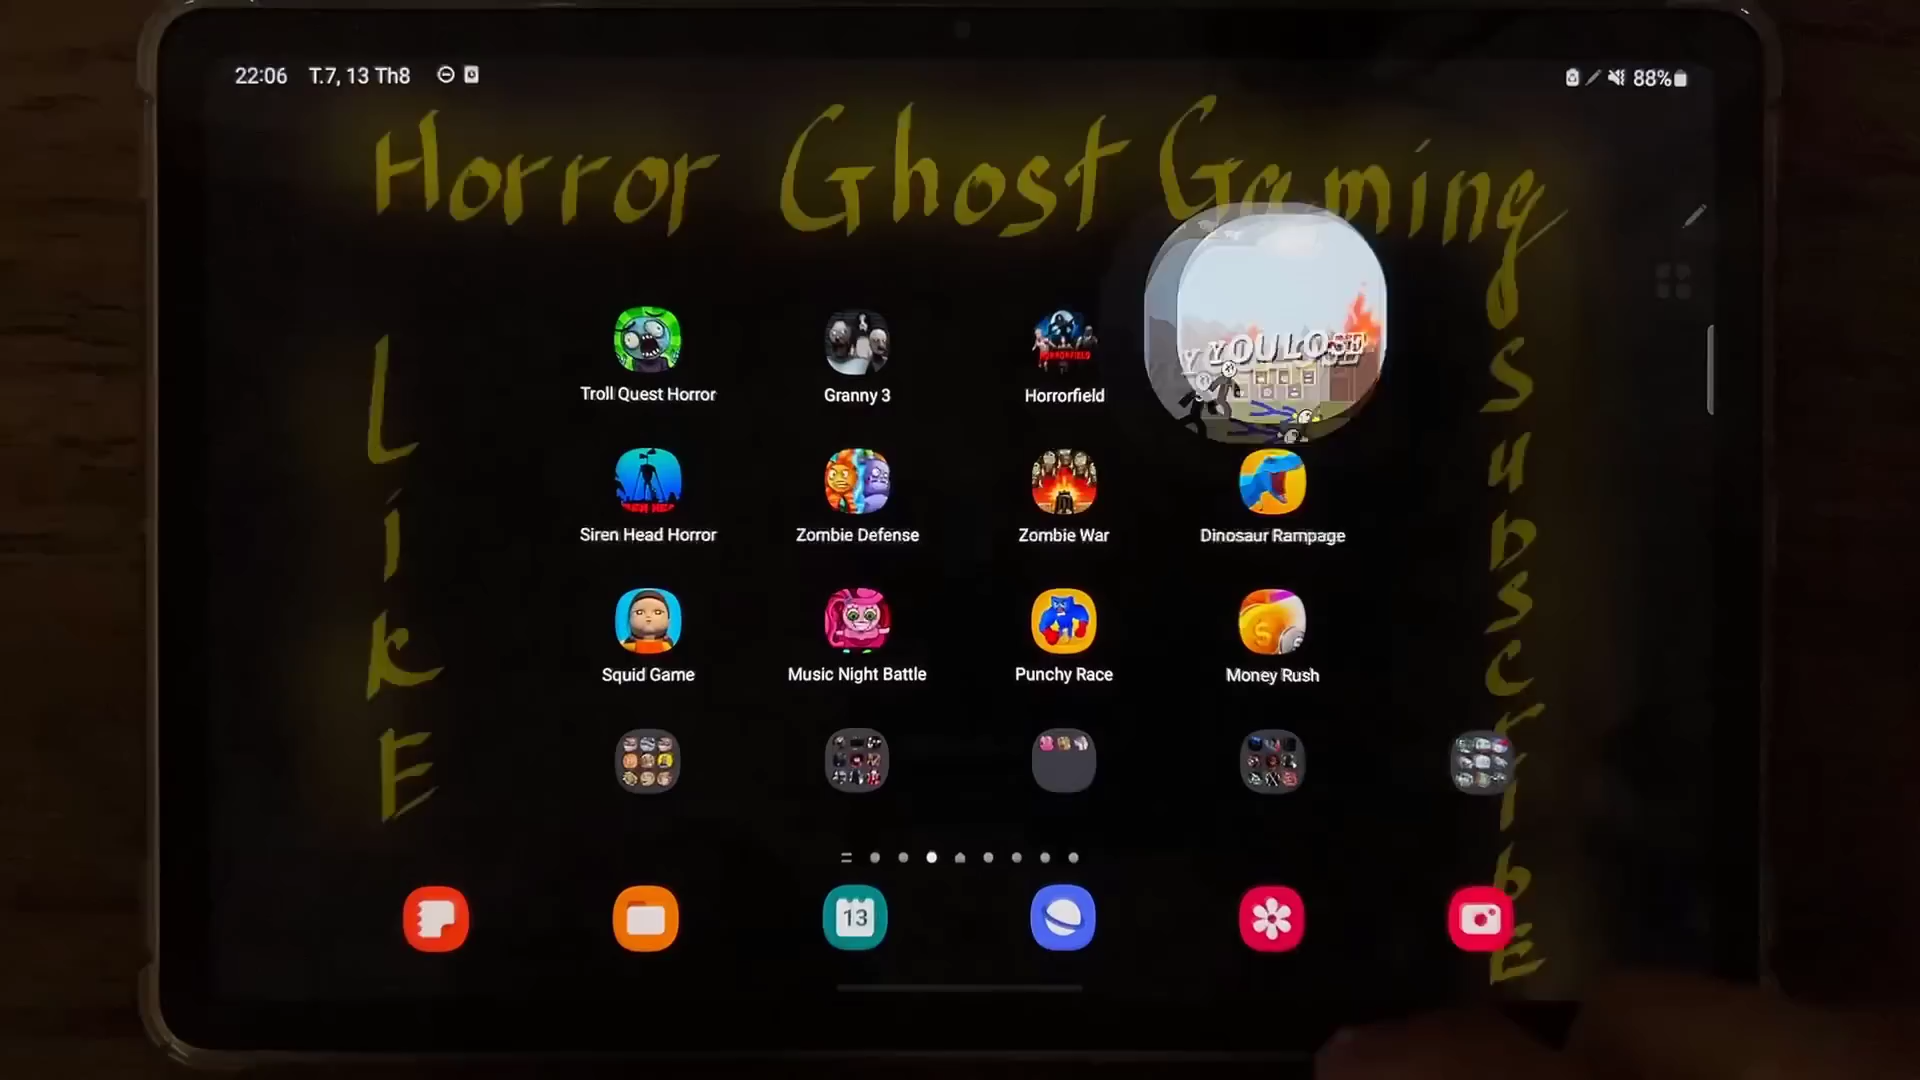 22:06 T.7, 13 Th8 88%
Horror Ghost Gaming
LikE
SubscribE
YOU LOSE
Troll Quest Horror
Granny 3
HORRORFIELD
Horrorfield
Siren Head Horror
Zombie Defense
Zombie War
Dinosaur Rampage
Squid Game
Music Night Battle
Punchy Race
$
Money Rush
13